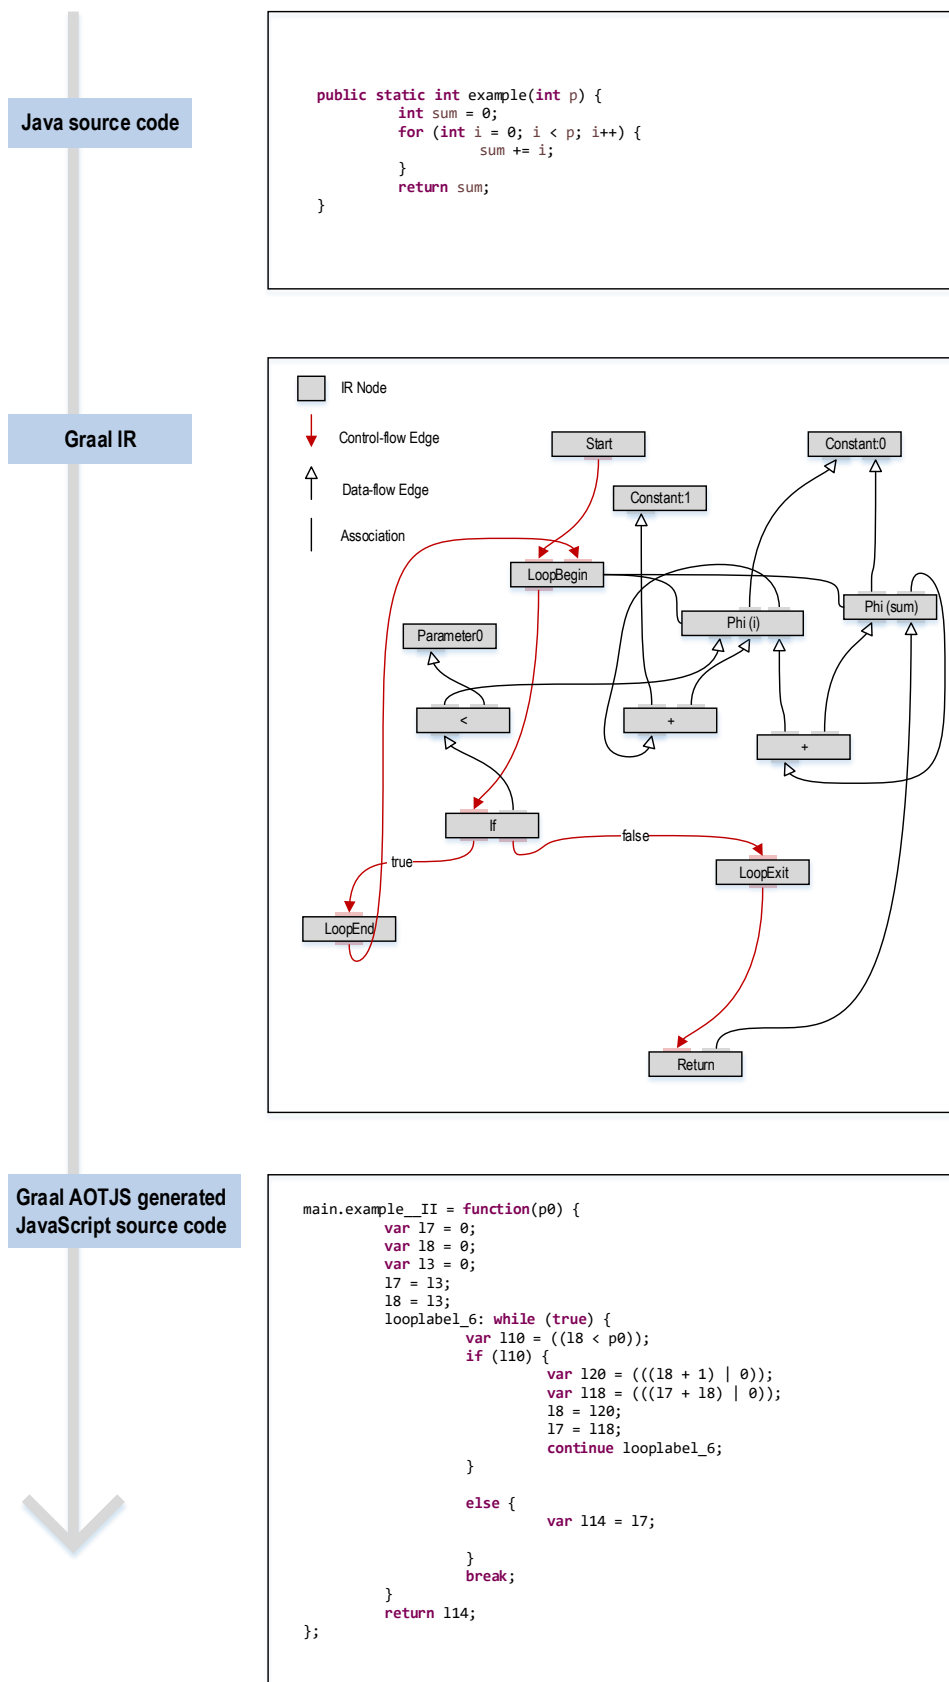 Java source code
public static int example(int p) {
int sum = 0;
for (int i = 0; i < p; i++) {
sum += i;
}
return sum;
}
Graal IR
IR Node
Control-flow Edge
Data-flow Edge
Association
Start
Constant:0
Constant:1
LoopBegin
Phi (i)
Phi (sum)
Parameter0
<
+
+
If
true
false
LoopExit
LoopEnd
Return
Graal AOTJS generated
JavaScript source code
main.example__II = function(p0) {
var l7 = 0;
var l8 = 0;
var l3 = 0;
l7 = l3;
l8 = l3;
looplabel_6: while (true) {
var l10 = ((l8 < p0));
if (l10) {
var l20 = (((l8 + 1) | 0));
var l18 = (((l7 + l8) | 0));
l8 = l20;
l7 = l18;
continue looplabel_6;
}
else {
var l14 = l7;
}
break;
}
return l14;
};